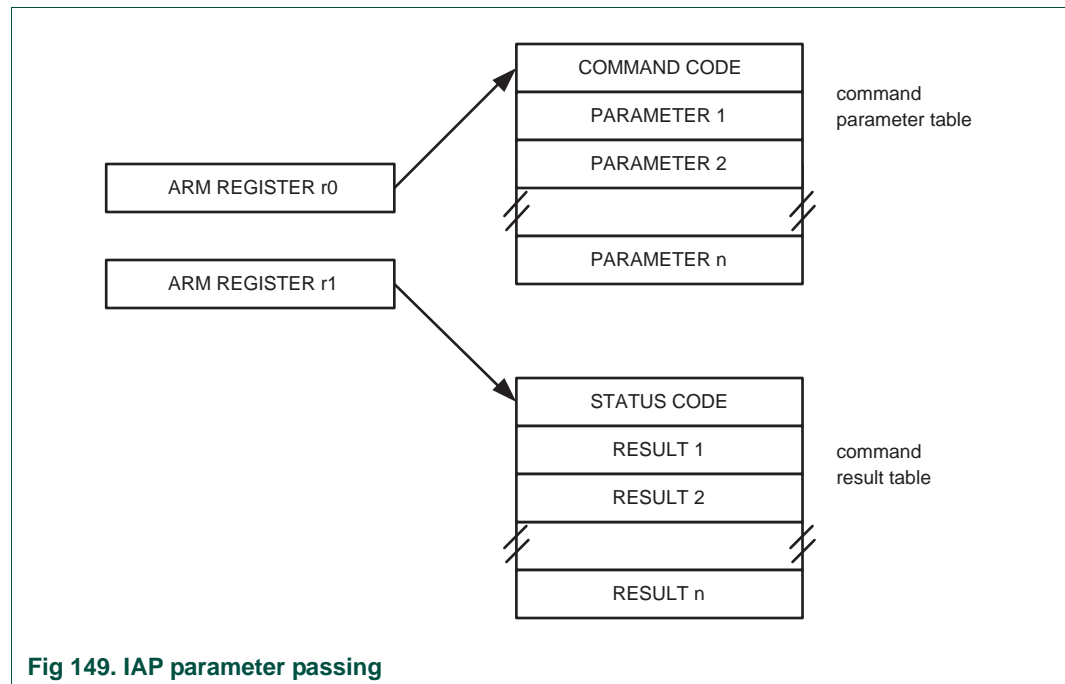 COMMAND CODE
command
parameter table
PARAMETER 1
PARAMETER 2
ARM REGISTER r0
PARAMETER n
ARM REGISTER r1
STATUS CODE
RESULT 1
command
result table
RESULT 2
RESULT n
Fig 149. IAP parameter passing